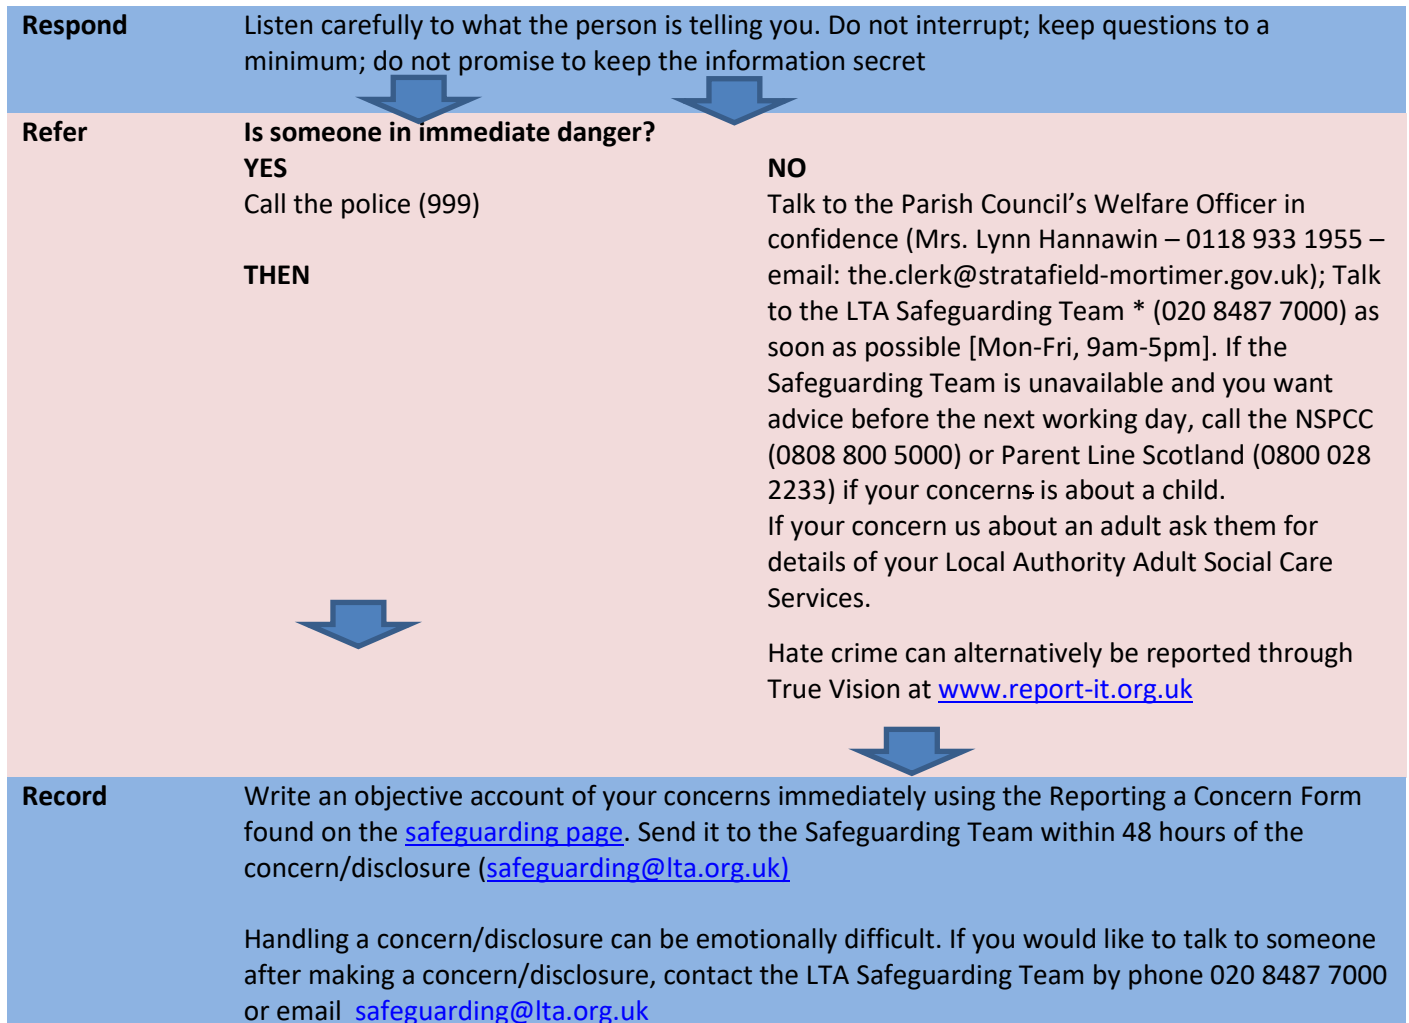 Respond
Listen carefully to what the person is telling you. Do not interrupt; keep questions to a
minimum; do not promise to keep the information secret
Refer
Is someone in immediate danger?
YES
Call the police (999)
THEN
NO
Talk to the Parish Council’s Welfare Officer in
confidence (Mrs. Lynn Hannawin – 0118 933 1955 –
email: the.clerk@stratafield-mortimer.gov.uk); Talk
to the LTA Safeguarding Team * (020 8487 7000) as
soon as possible [Mon-Fri, 9am-5pm]. If the
Safeguarding Team is unavailable and you want
advice before the next working day, call the NSPCC
(0808 800 5000) or Parent Line Scotland (0800 028
2233) if your concerns is about a child.
If your concern us about an adult ask them for
details of your Local Authority Adult Social Care
Services.
Hate crime can alternatively be reported through
True Vision at www.report-it.org.uk
Record
Write an objective account of your concerns immediately using the Reporting a Concern Form
found on the safeguarding page. Send it to the Safeguarding Team within 48 hours of the
concern/disclosure (safeguarding@lta.org.uk)
Handling a concern/disclosure can be emotionally difficult. If you would like to talk to someone
after making a concern/disclosure, contact the LTA Safeguarding Team by phone 020 8487 7000
or email safeguarding@lta.org.uk